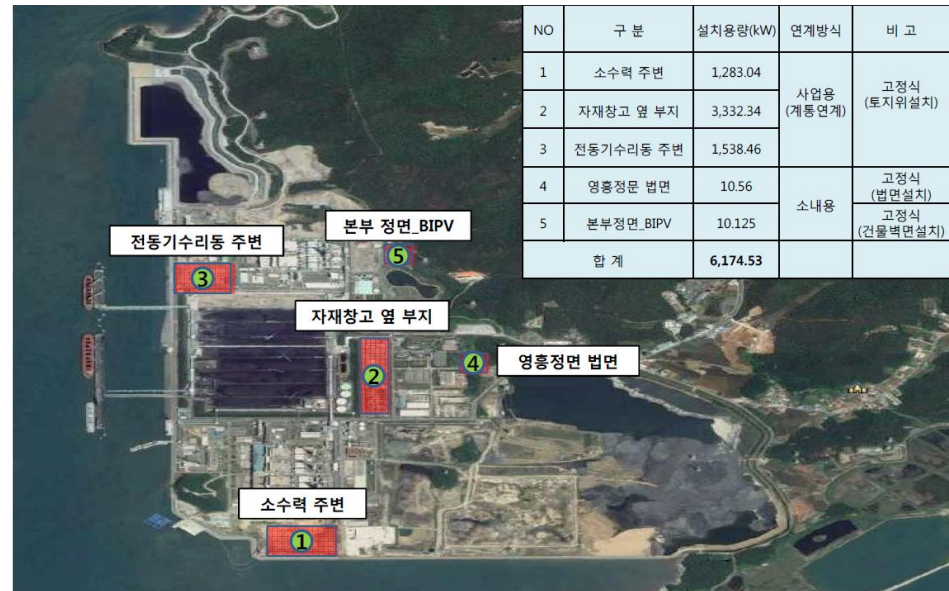 NO 구 분 설치용량(kW) 연계방식 비 고
1 소수력 주변 1,283.04 사업용 (계통연계) 고정식 (토지위설치)
2 자재창고 옆 부지 3,332.34
3 전동기수리동 주변 1,538.46
4 영흥정문 법면 10.56 소내용 고정식 (법면설치)
5 본부정면_BIPV 10.125 고정식 (건물벽면설치)
합 계 6,174.53
본부 정면_BIPV
전동기수리동 주변
5
3
자재창고 옆 부지
2
4
영흥정면 법면
소수력 주변
1